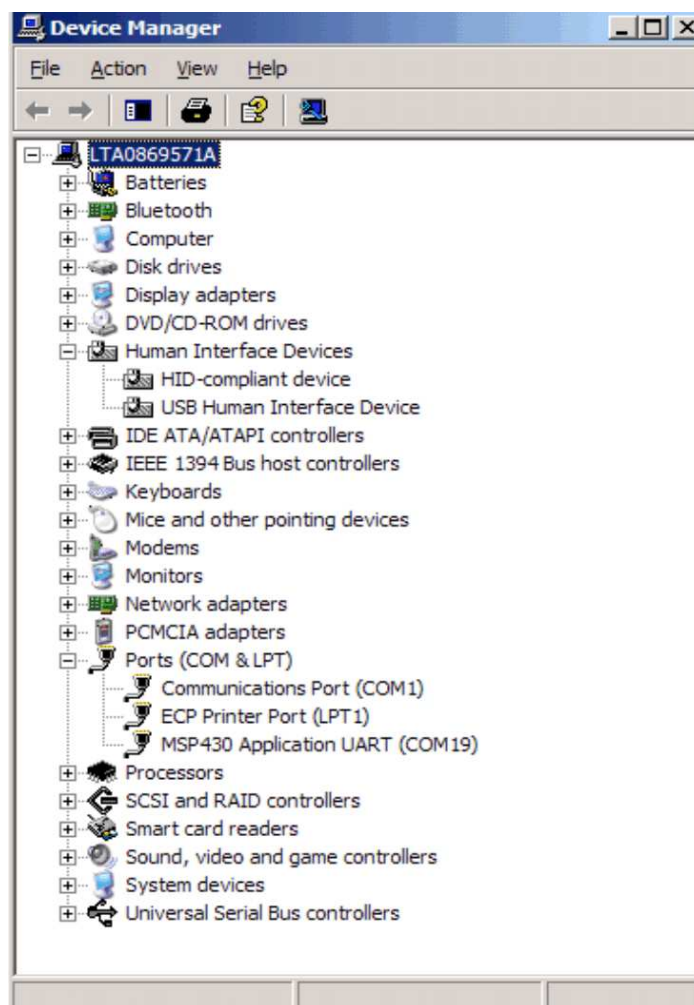 Device Manager
File Action View Help
LTA0869571A
Batteries
Bluetooth
Computer
Disk drives
Display adapters
DVD/CD-ROM drives
Human Interface Devices
HID-compliant device
USB Human Interface Device
IDE ATA/ATAPI controllers
IEEE 1394 Bus host controllers
Keyboards
Mice and other pointing devices
Modems
Monitors
Network adapters
PCMCIA adapters
Ports (COM & LPT)
Communications Port (COM1)
ECP Printer Port (LPT1)
MSP430 Application UART (COM19)
Processors
SCSI and RAID controllers
Smart card readers
Sound, video and game controllers
System devices
Universal Serial Bus controllers